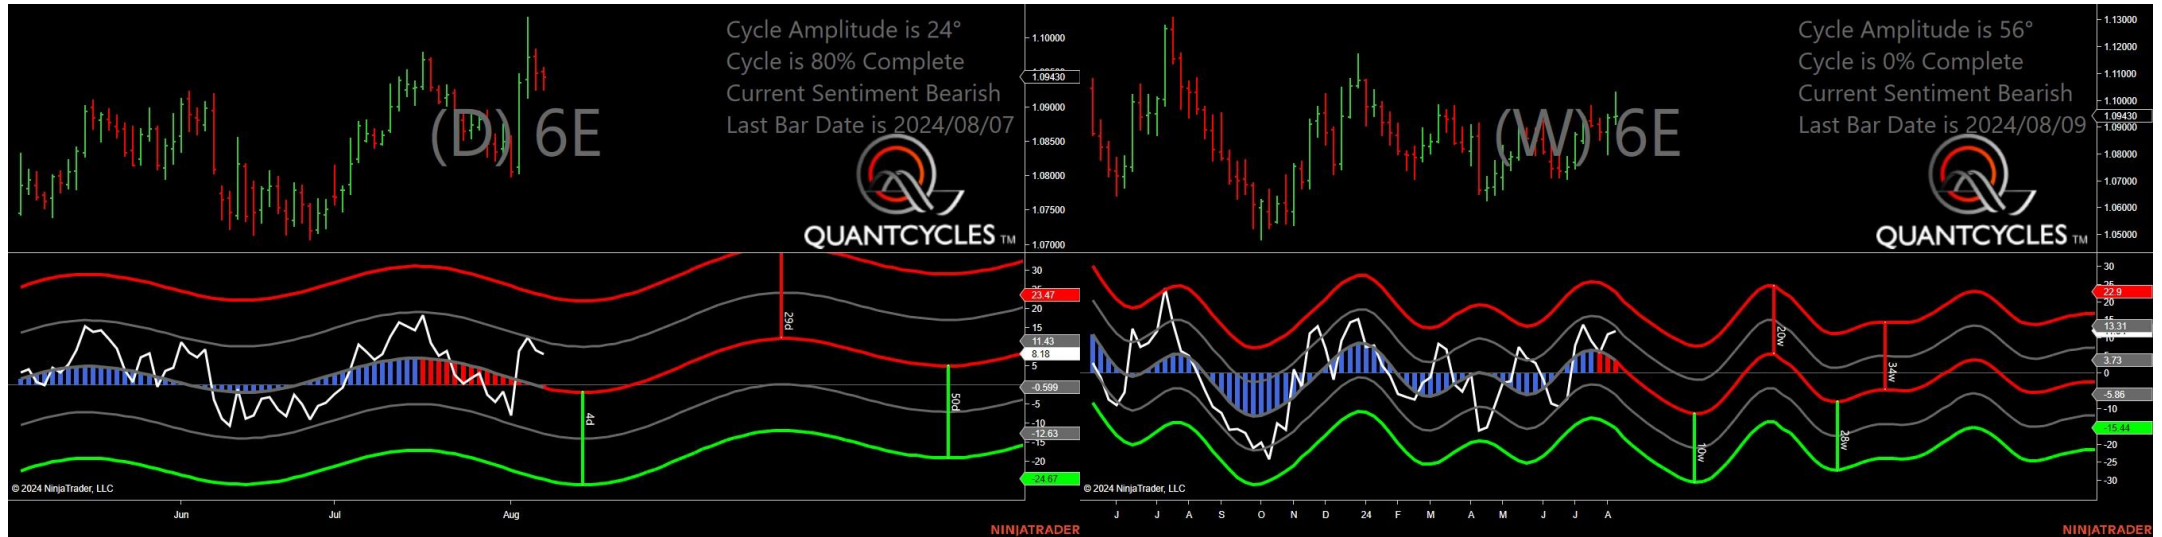 Cycle Amplitude is 24°
Cycle is 80% Complete
Current Sentiment Bearish
Last Bar Date is 2024/08/07
(D) 6E
QUANTCYCLES TM
1.10000
1.09430
1.09000
1.08500
1.08000
1.07500
1.07000
30
23.47
20
15
11.43
8.18
5
-0.599
-5
-10
-12.63
-15
-20
-24.67
29d
4d
50d
© 2024 NinjaTrader, LLC
Jun Jul Aug
NINJATRADER
Cycle Amplitude is 56°
Cycle is 0% Complete
Current Sentiment Bearish
Last Bar Date is 2024/08/09
(W) 6E
QUANTCYCLES TM
1.13000
1.12000
1.11000
1.10000
1.09430
1.09000
1.08000
1.07000
1.06000
1.05000
30
22.9
20
13.31
3.73
0
-5.86
-10
-15.44
-20
-25
-30
20w
34w
10w
28w
© 2024 NinjaTrader, LLC
J J A S O N D 24 F M A M J J A
NINJATRADER